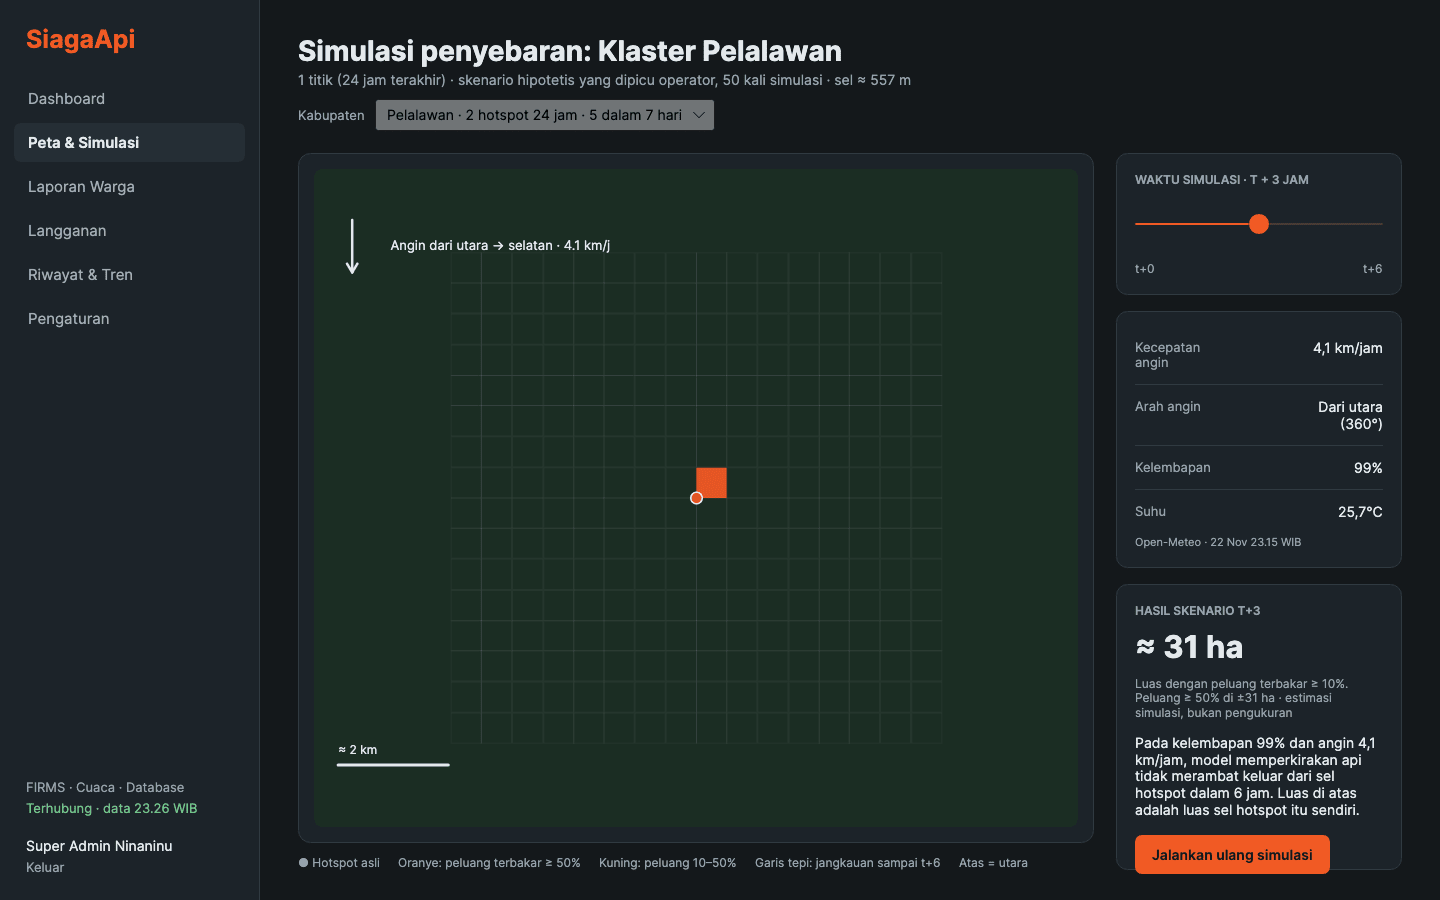 SiagaApi
Dashboard
Peta & Simulasi
Laporan Warga
Langganan
Riwayat & Tren
Pengaturan
FIRMS · Cuaca · Database
Terhubung · data 23.26 WIB
Super Admin Ninaninu
Keluar
Simulasi penyebaran: Klaster Pelalawan
1 titik (24 jam terakhir) · skenario hipotetis yang dipicu operator, 50 kali simulasi · sel ≈ 557 m
Kabupaten
Pelalawan · 2 hotspot 24 jam · 5 dalam 7 hari
Angin dari utara → selatan · 4.1 km/j
≈ 2 km
Hotspot asli
Oranye: peluang terbakar ≥ 50%
Kuning: peluang 10–50%
Garis tepi: jangkauan sampai t+6
Atas = utara
WAKTU SIMULASI · T + 3 JAM
t+0
t+6
Kecepatan
angin
4,1 km/jam
Arah angin
Dari utara
(360°)
Kelembapan
99%
Suhu
25,7°C
Open-Meteo · 22 Nov 23.15 WIB
HASIL SKENARIO T+3
≈ 31 ha
Luas dengan peluang terbakar ≥ 10%.
Peluang ≥ 50% di ±31 ha · estimasi
simulasi, bukan pengukuran
Pada kelembapan 99% dan angin 4,1
km/jam, model memperkirakan api
tidak merambat keluar dari sel
hotspot dalam 6 jam. Luas di atas
adalah luas sel hotspot itu sendiri.
Jalankan ulang simulasi